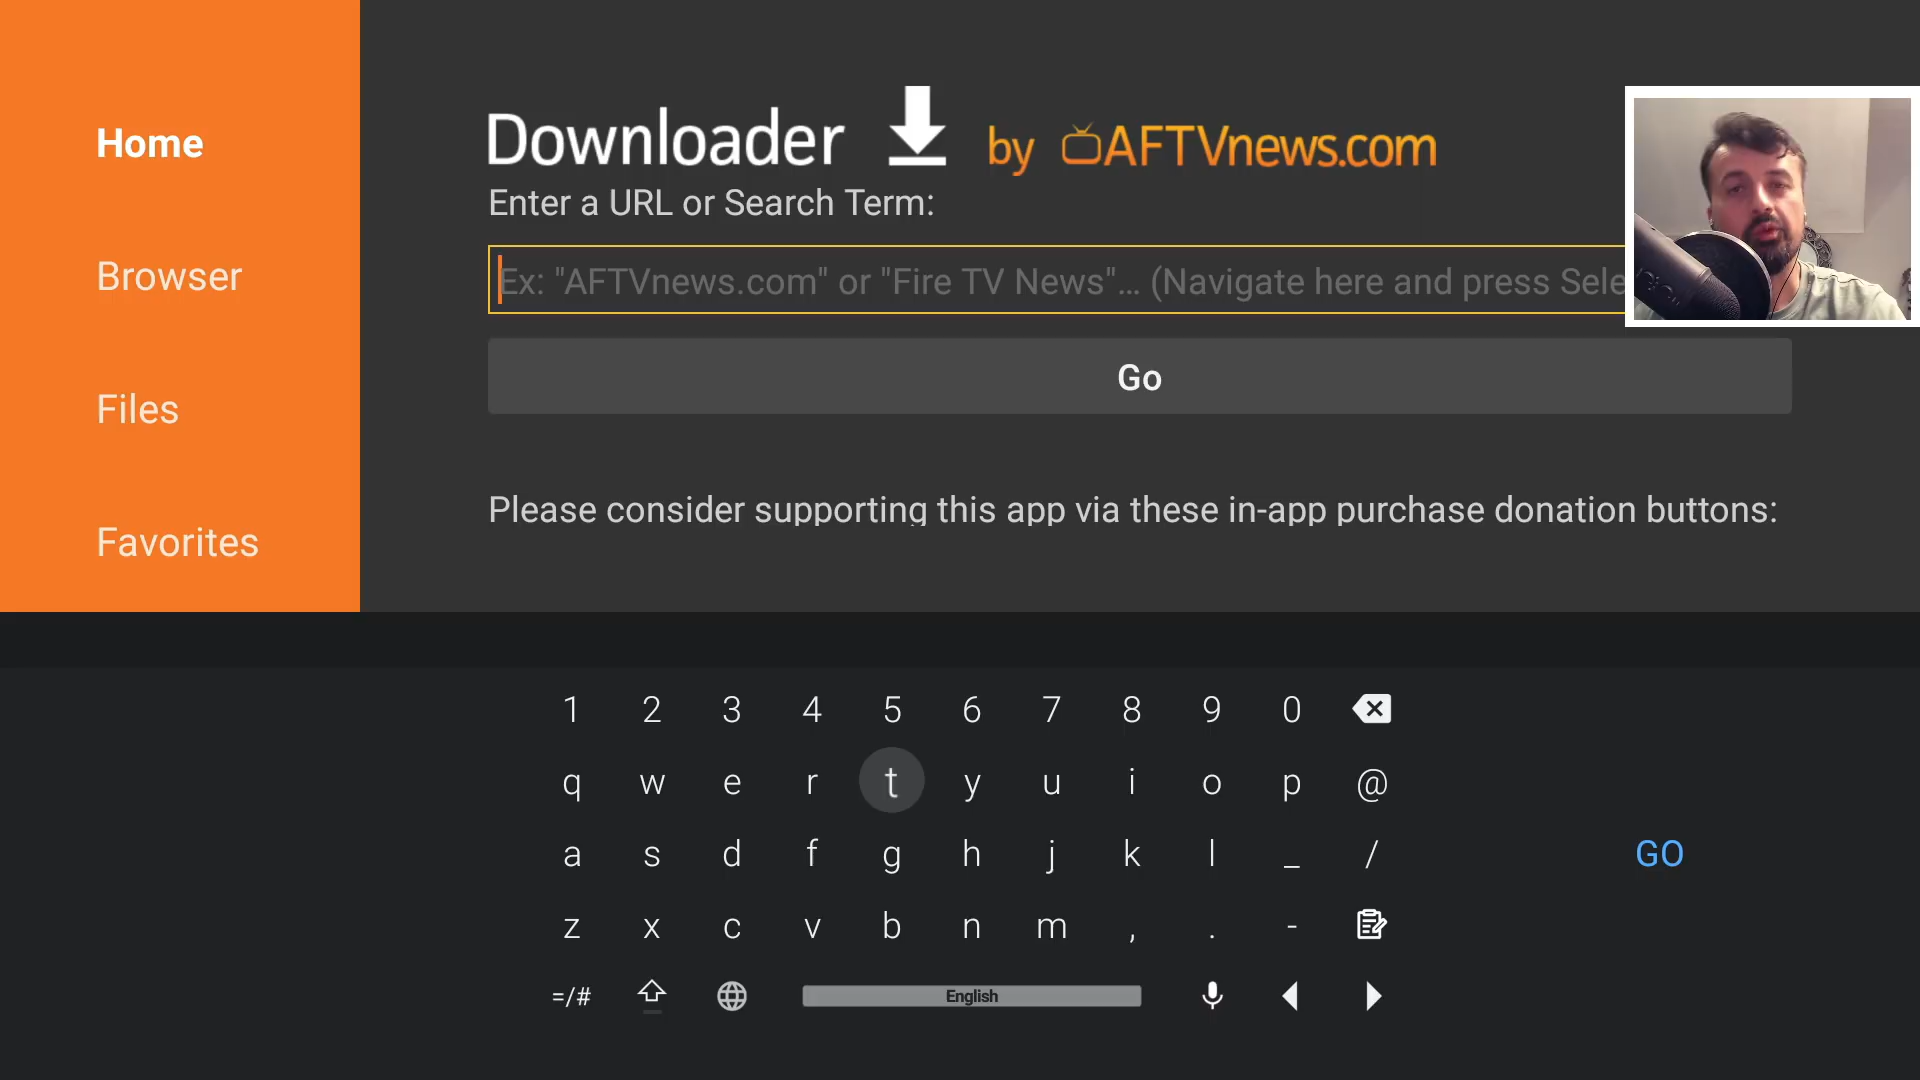 Home
Browser
Files
Favorites
Downloader by AFTVnews.com
Enter a URL or Search Term:
Ex: "AFTVnews.com" or "Fire TV News"... (Navigate here and press Sele
Go
Please consider supporting this app via these in-app purchase donation buttons:
1 2 3 4 5 6 7 8 9 0
q w e r t y u i o p @
a s d f g h j k l _ /
GO
z x c v b n m , . -
=/# English